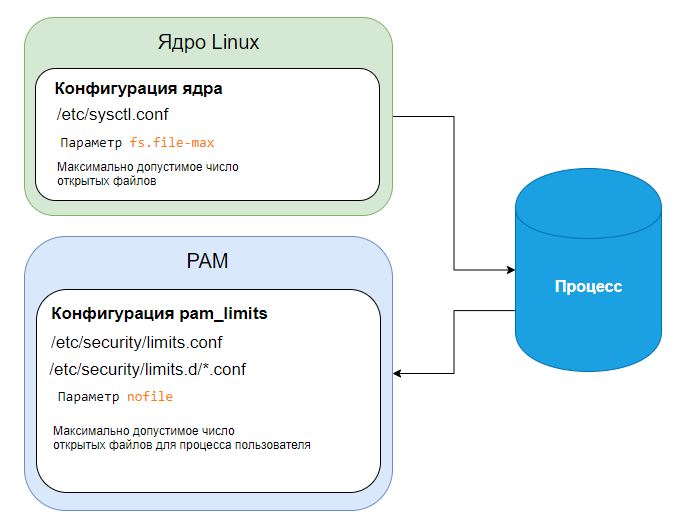 Ядро Linux
Конфигурация ядра
/etc/sysctl.conf
Параметр fs.file-max
Максимально допустимое число
открытых файлов
Процесс
PAM
Конфигурация pam_limits
/etc/security/limits.conf
/etc/security/limits.d/*.conf
Параметр nofile
Максимально допустимое число
открытых файлов для процесса пользователя